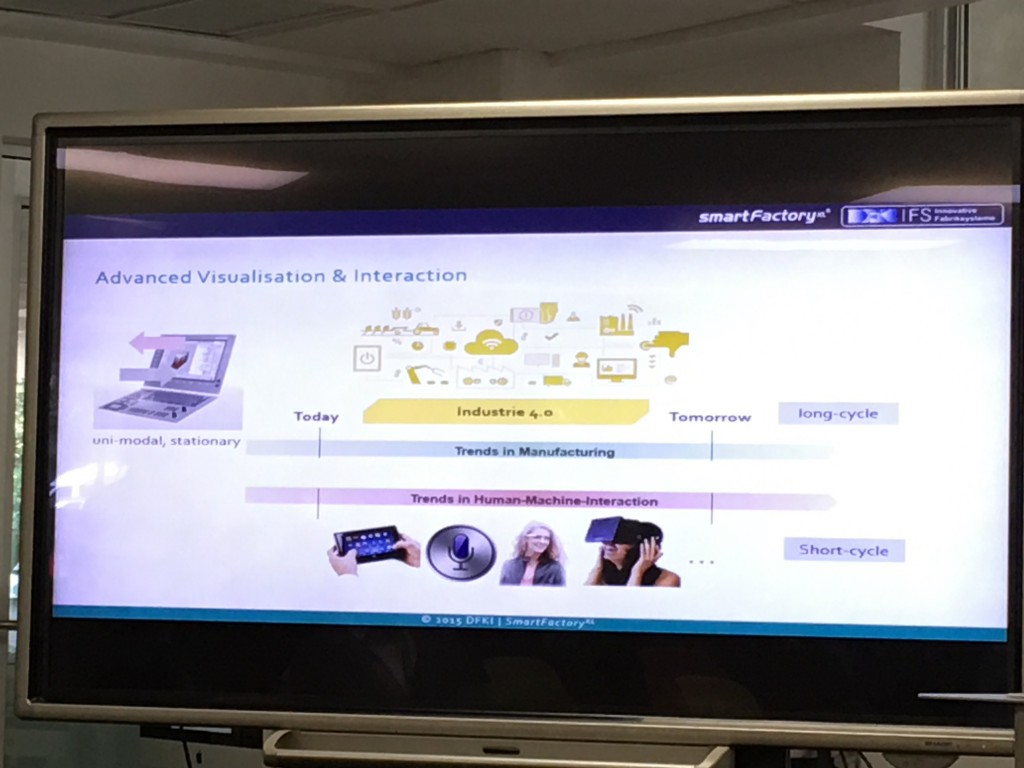 smartFactory KL®
DFKI IFS Innovative
Fabriksysteme
Advanced Visualisation & Interaction
Industrie 4.0
Today
Tomorrow
long-cycle
uni-modal, stationary
Trends in Manufacturing
Trends in Human-Machine-Interaction
...
Short-cycle
© 2015 DFKI | SmartFactory KL